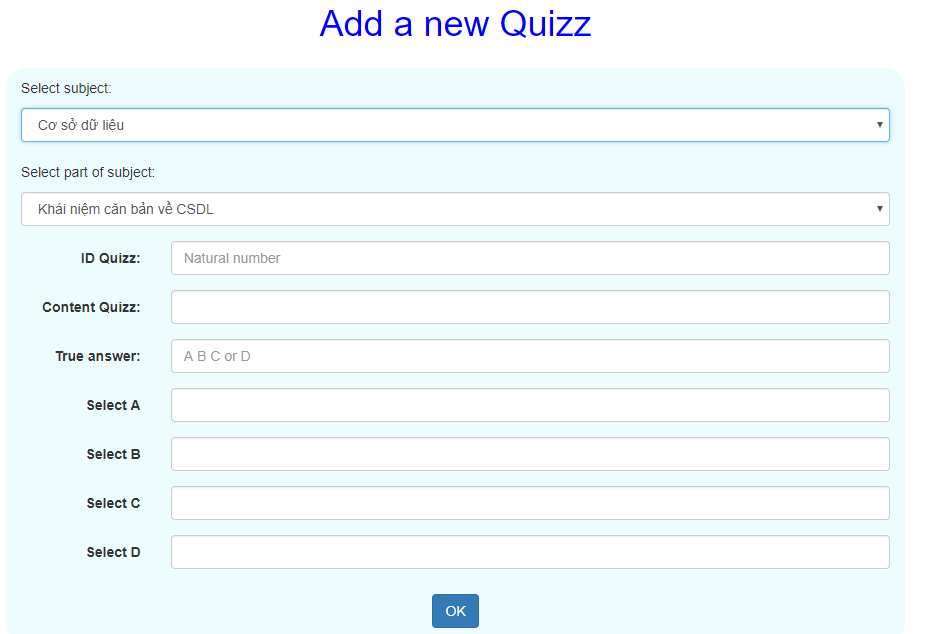 Add a new Quizz
Select subject:
Cơ sở dữ liệu
Select part of subject:
Khái niệm căn bản về CSDL
ID Quizz:
Natural number
Content Quizz:
True answer:
A B C or D
Select A
Select B
Select C
Select D
OK